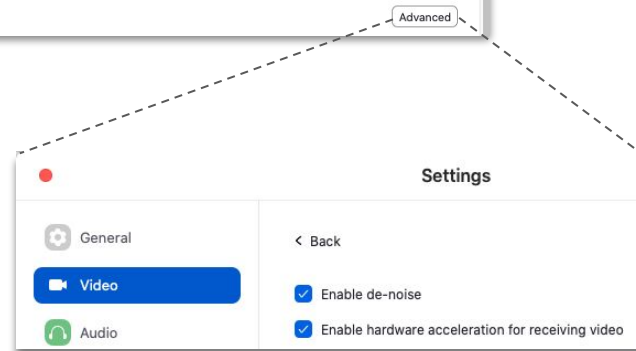 Advanced
Settings
General
< Back
Video
Enable de-noise
Audio
Enable hardware acceleration for receiving video